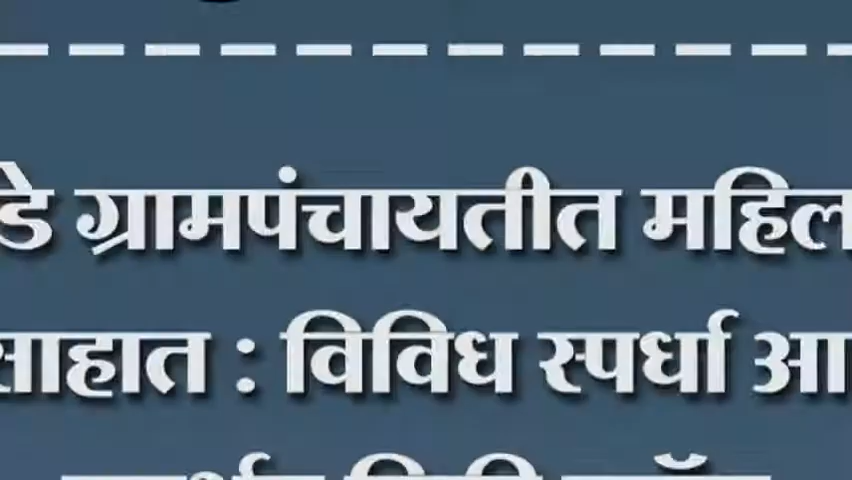 डे ग्रामपंचायतीत महिल
साहात : विविध स्पर्धा आ